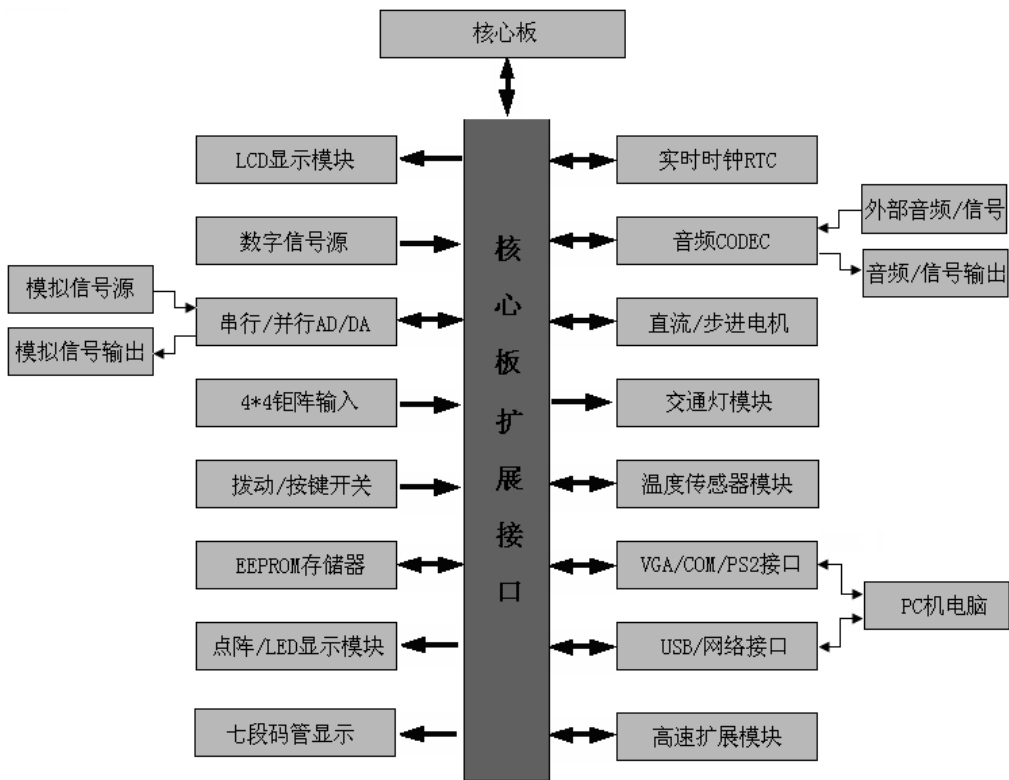 核心板
LCD显示模块
实时时钟RTC
外部音频/信号
数字信号源
音频CODEC
音频/信号输出
模拟信号源
串行/并行AD/DA
直流/步进电机
模拟信号输出
4*4钜阵输入
交通灯模块
拨动/按键开关
温度传感器模块
EEPROM存储器
VGA/COM/PS2接口
PC机电脑
点阵/LED显示模块
USB/网络接口
七段码管显示
高速扩展模块
核心板扩展接口